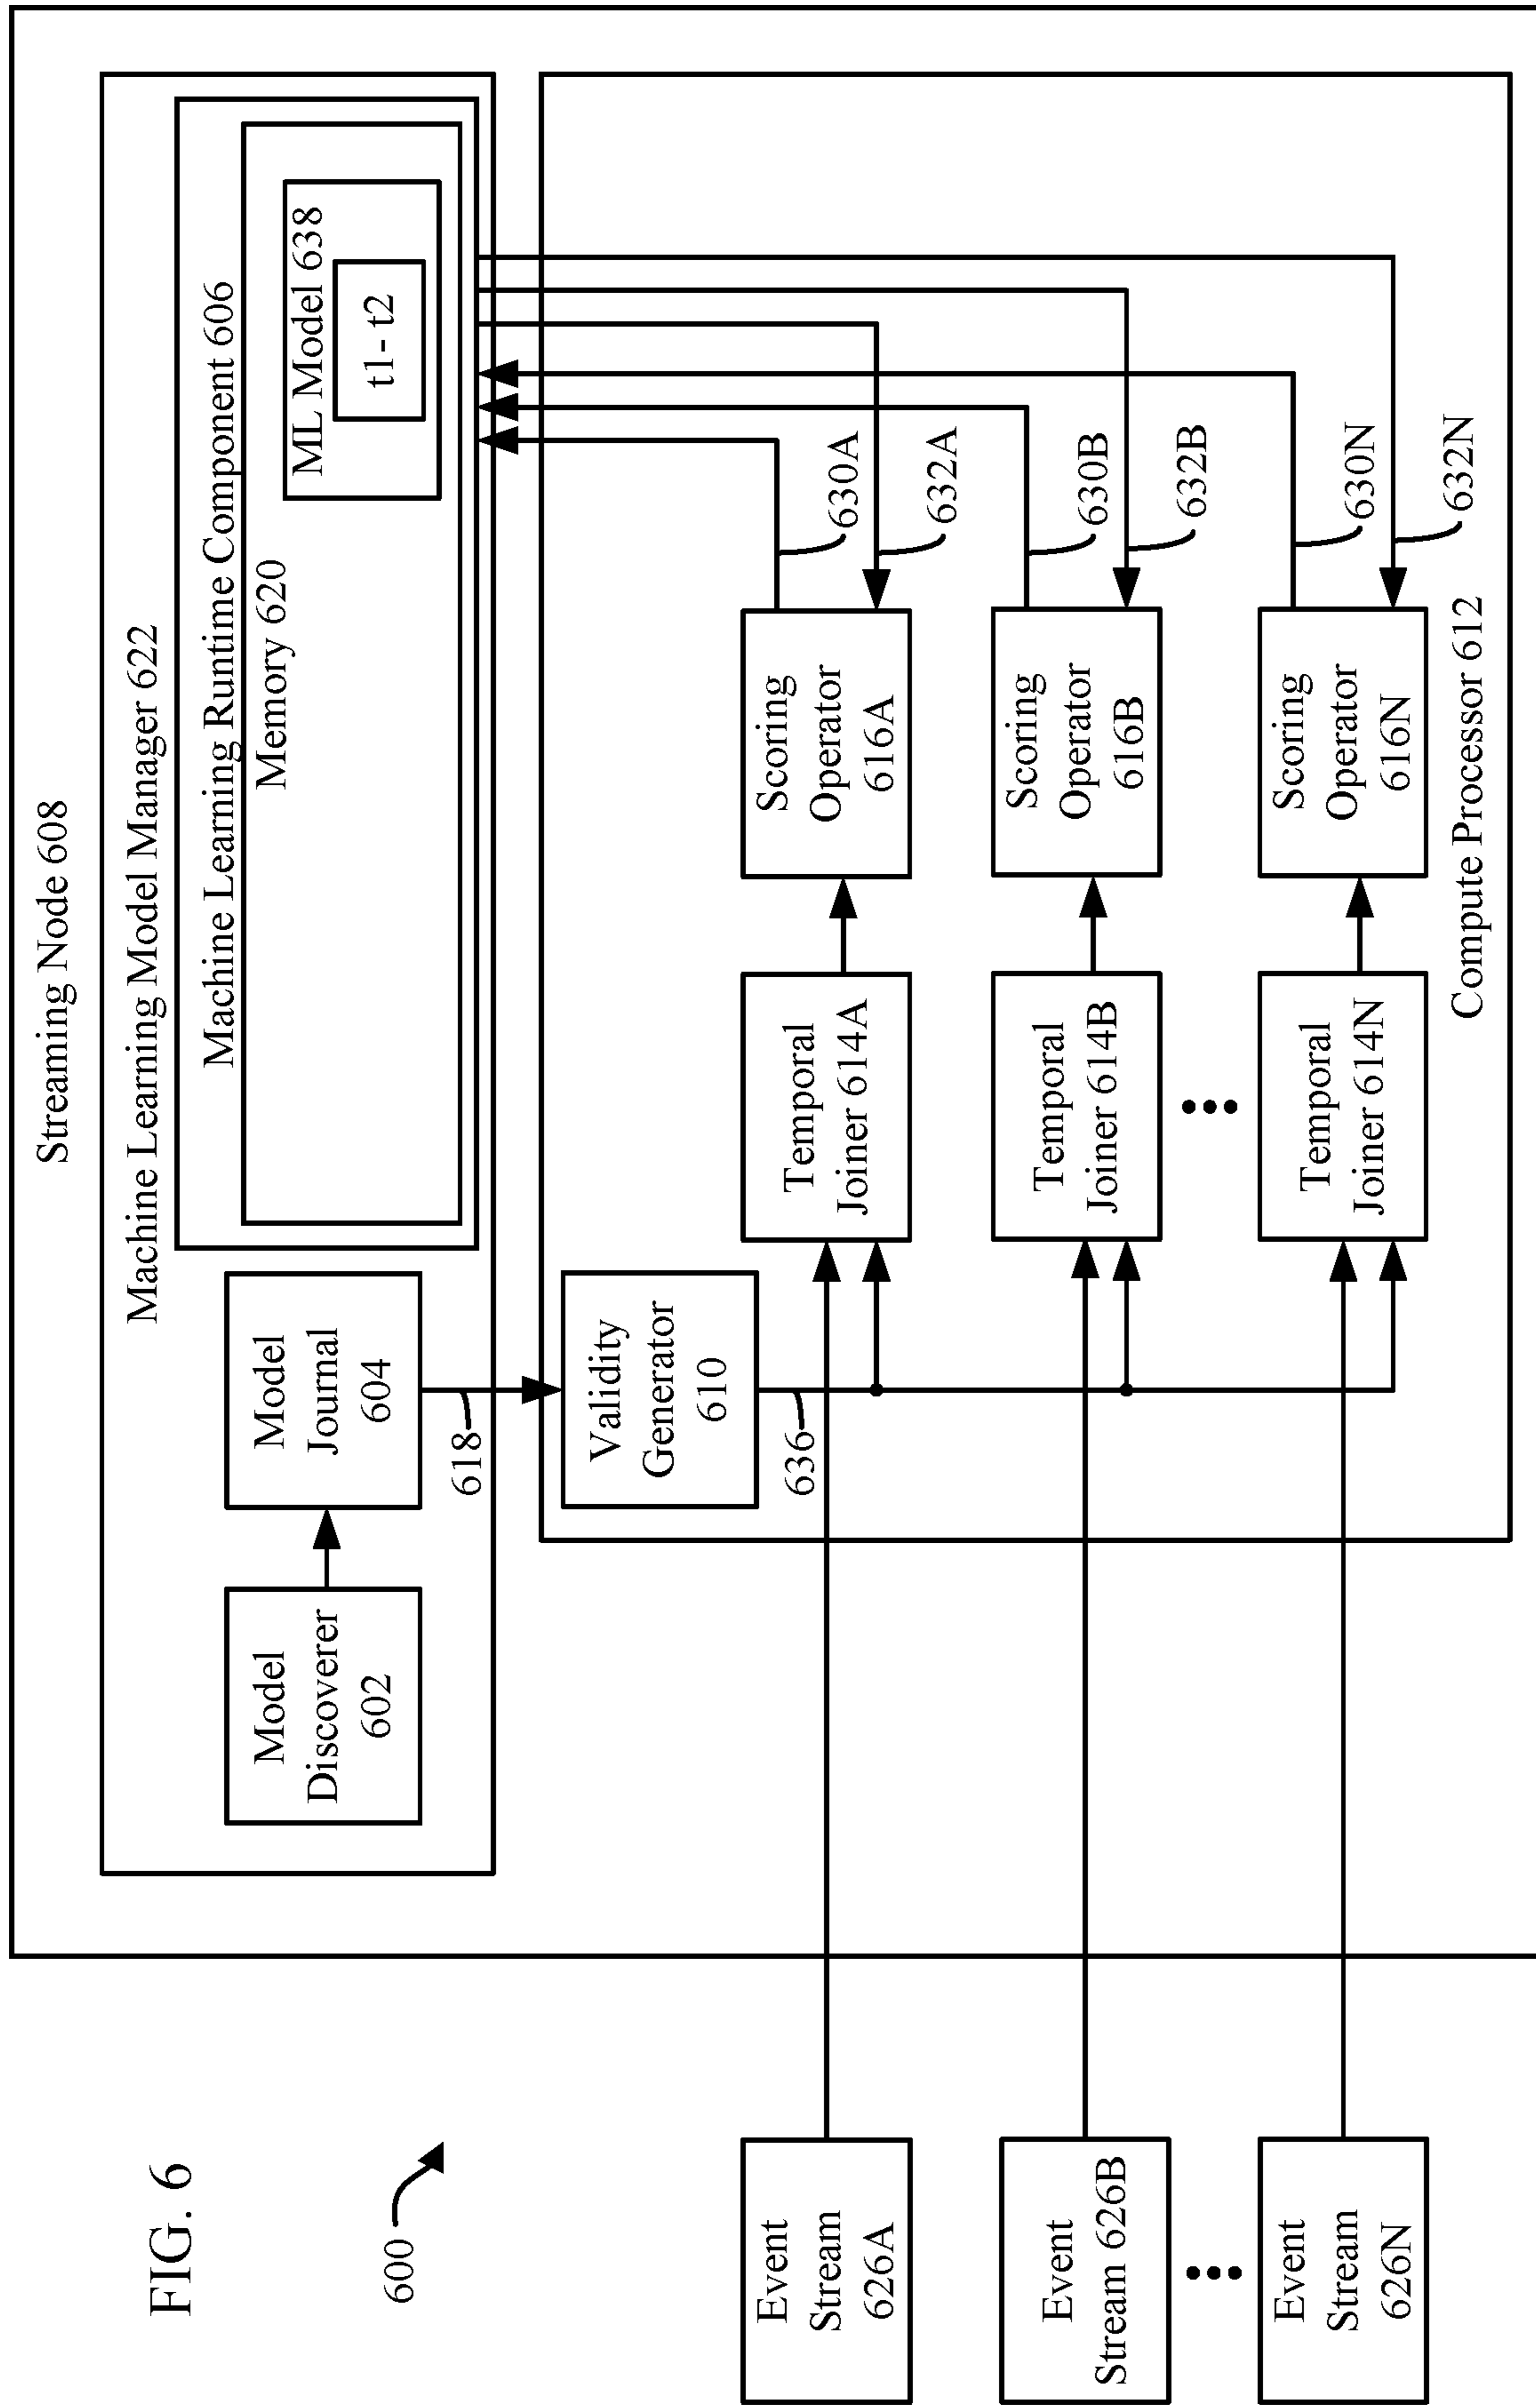 FIG. 6
600
Streaming Node 608
Machine Learning Model Manager 622
Model
Discoverer
602
Model
Journal
604
Machine Learning Runtime Component 606
Memory 620
ML Model 638
t1- t2
618
Validity
Generator
610
636
Event
Stream
626A
Temporal
Joiner 614A
Scoring
Operator
616A
630A
632A
Event
Stream 626B
Temporal
Joiner 614B
Scoring
Operator
616B
630B
632B
Event
Stream
626N
Temporal
Joiner 614N
Scoring
Operator
616N
630N
632N
Compute Processor 612